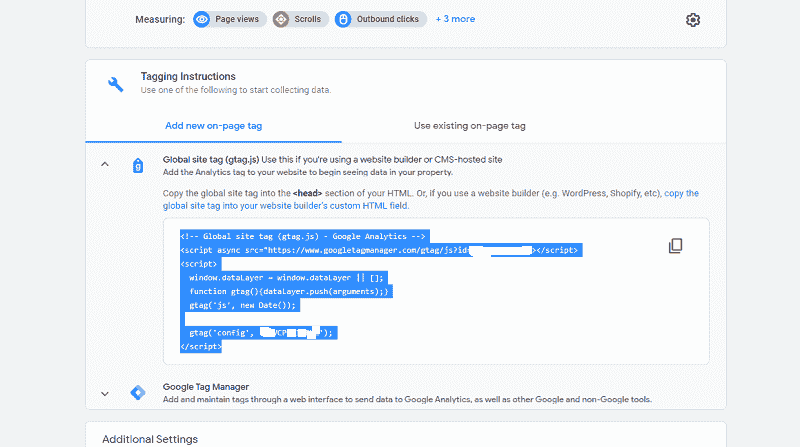 Measuring: Page views Scrolls Outbound clicks + 3 more
Tagging Instructions
Use one of the following to start collecting data.
Add new on-page tag Use existing on-page tag
Global site tag (gtag.js) Use this if you're using a website builder or CMS-hosted site
Add the Analytics tag to your website to begin seeing data in your property.
Copy the global site tag into the <head> section of your HTML. Or, if you use a website builder (e.g. WordPress, Shopify, etc), copy the
global site tag into your website builder's custom HTML field.
<!-- Global site tag (gtag.js) - Google Analytics -->
<script async src="https://www.googletagmanager.com/gtag/js?id= "></script>
<script>
window.dataLayer = window.dataLayer || [];
function gtag(){dataLayer.push(arguments);}
gtag('js', new Date());
gtag('config', ' ');
</script>
Google Tag Manager
Add and maintain tags through a web interface to send data to Google Analytics, as well as other Google and non-Google tools.
Additional Settings